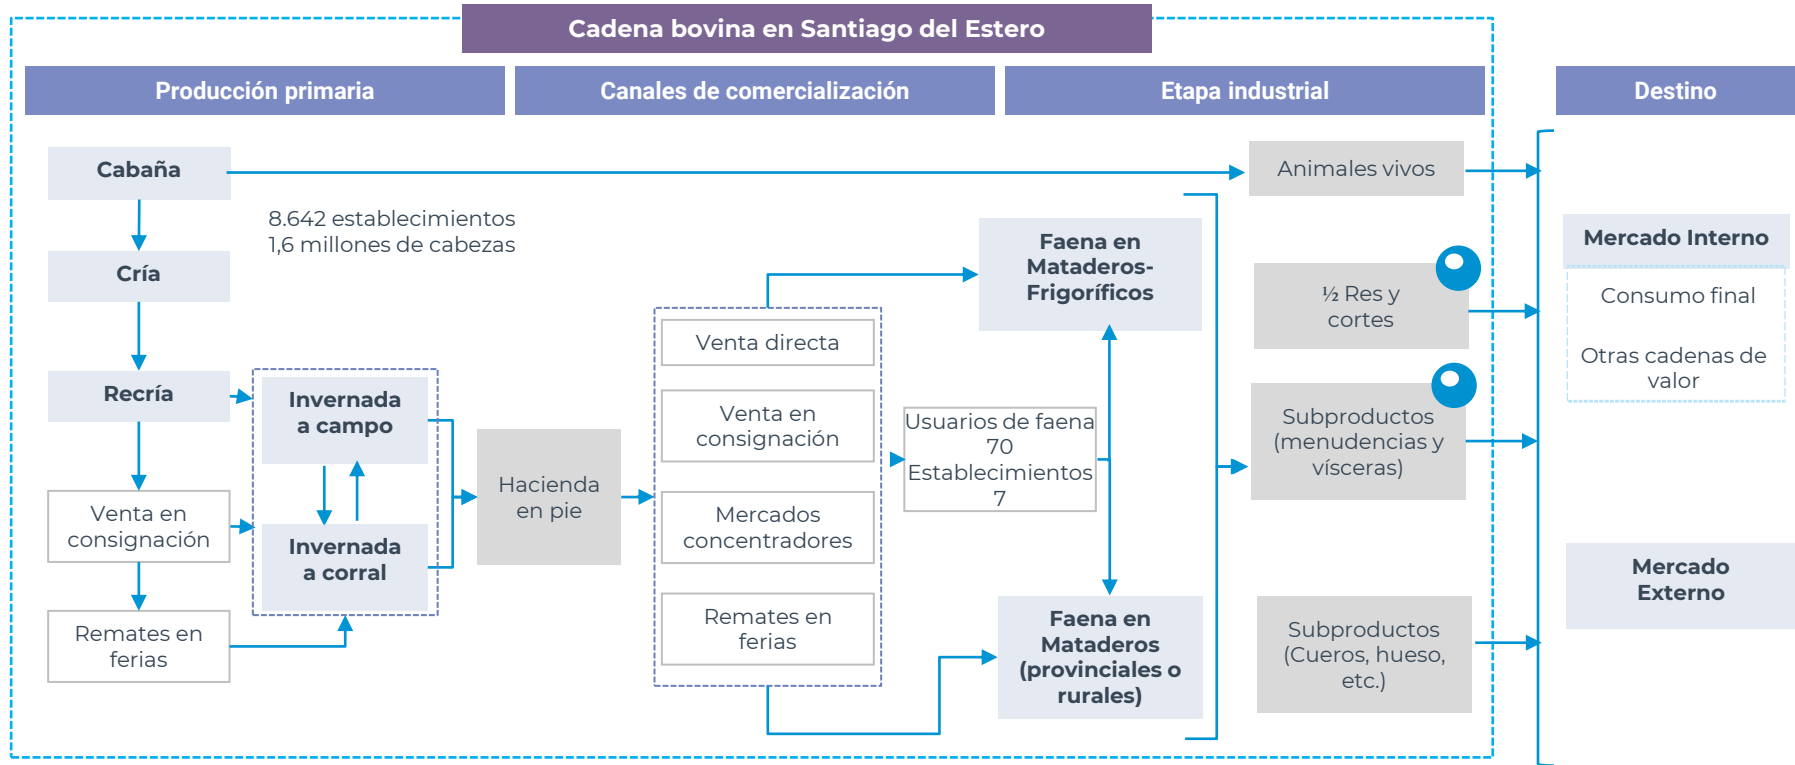 Cadena bovina en Santiago del Estero
Producción primaria
Canales de comercialización
Etapa industrial
Destino
Cabaña
8.642 establecimientos
1,6 millones de cabezas
Cría
Recría
Venta en
consignación
Remates en
ferias
Invernada
a campo
Invernada
a corral
Hacienda
en pie
Venta directa
Venta en
consignación
Mercados
concentradores
Remates en
ferias
Usuarios de faena
70
Establecimientos
7
Faena en
Mataderos-
Frigoríficos
Faena en
Mataderos
(provinciales o
rurales)
Animales vivos
½ Res y
cortes
Subproductos
(menudencias y
vísceras)
Subproductos
(Cueros, hueso,
etc.)
Mercado Interno
Consumo final
Otras cadenas de
valor
Mercado
Externo